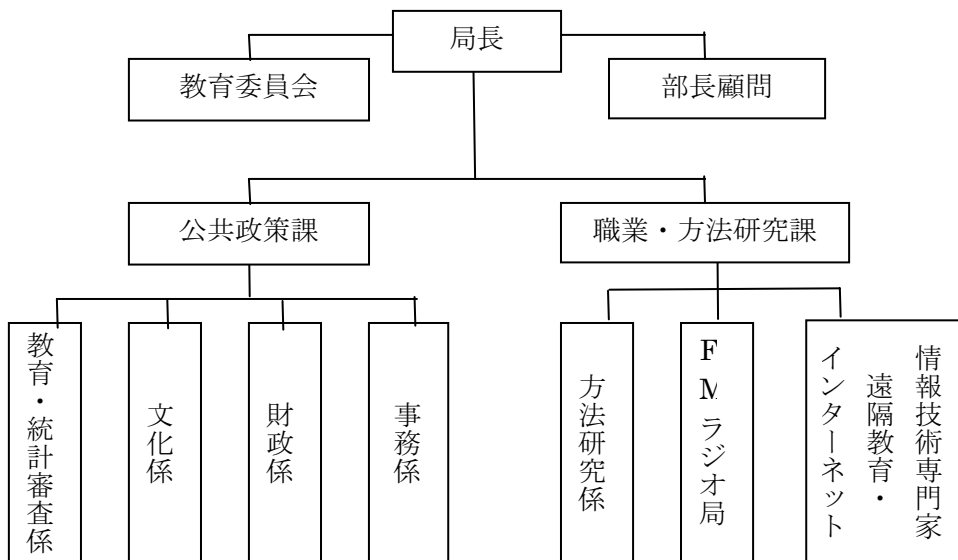 局長
教育委員会
部長顧問
公共政策課
職業・方法研究課
教育・統計審査係
文化係
財政係
事務係
方法研究係
FMラジオ局
情報技術専門家
遠隔教育・
インターネット